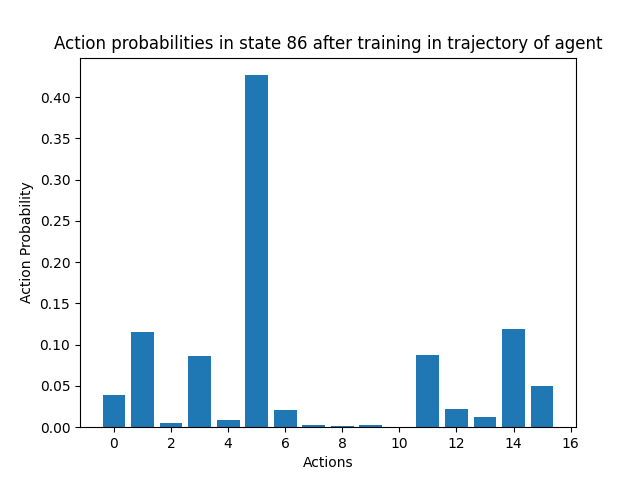 Action probabilities in state 86 after training in trajectory of agent
0.40
0.35
0.30
0.25
0.20
0.15
0.10
0.05
0.00
Action Probability
0 2 4 6 8 10 12 14 16
Actions